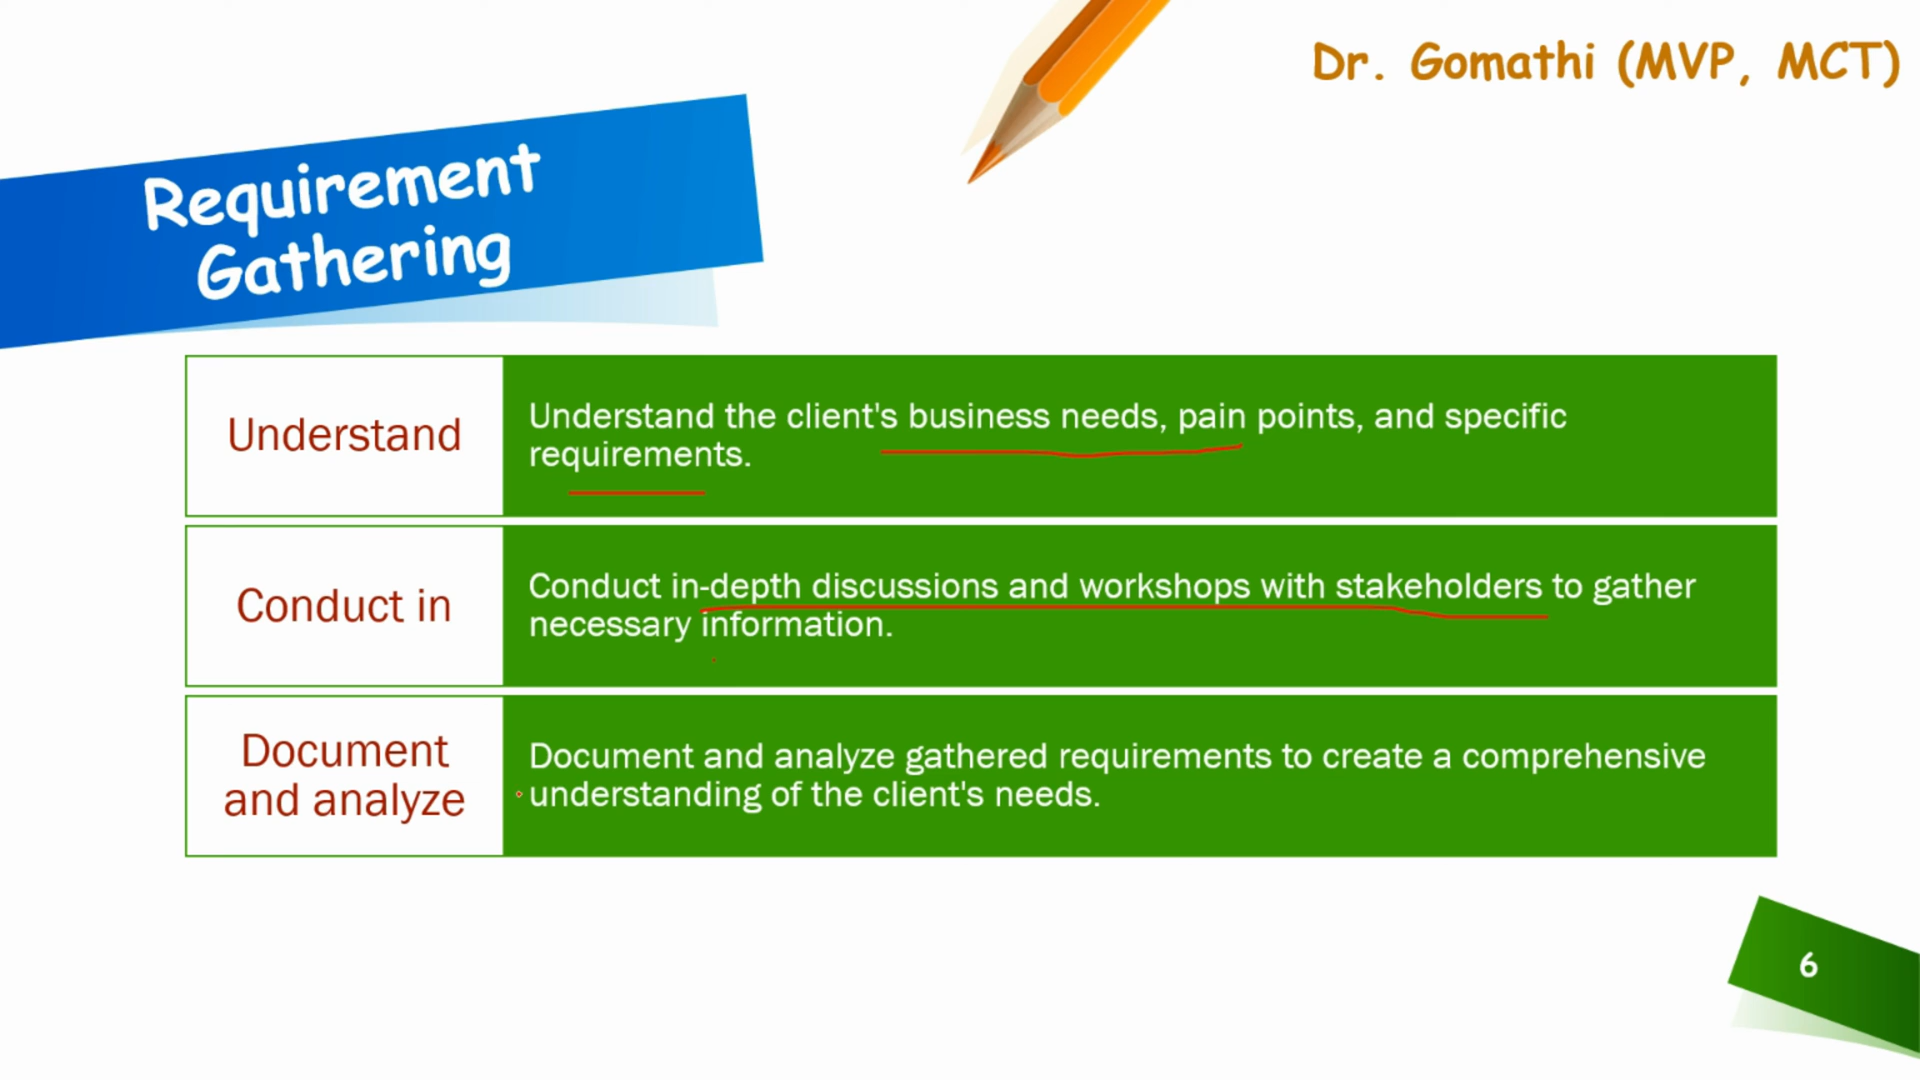 Dr. Gomathi (MVP, MCT)
Requirement
Gathering
Understand
Understand the client's business needs, pain points, and specific
requirements.
Conduct in
Conduct in-depth discussions and workshops with stakeholders to gather
necessary information.
Document
and analyze
Document and analyze gathered requirements to create a comprehensive
understanding of the client's needs.
6